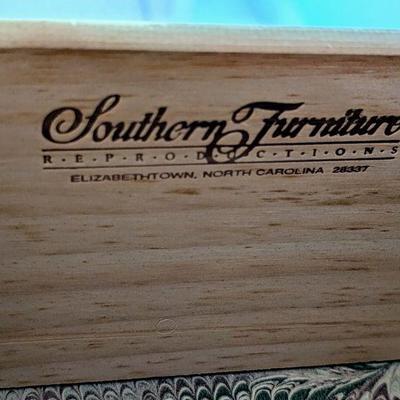 Southern Furniture
R·E·P·R·O·D·U·C·T·I·O·N·S
ELIZABETHTOWN, NORTH CAROLINA 28337